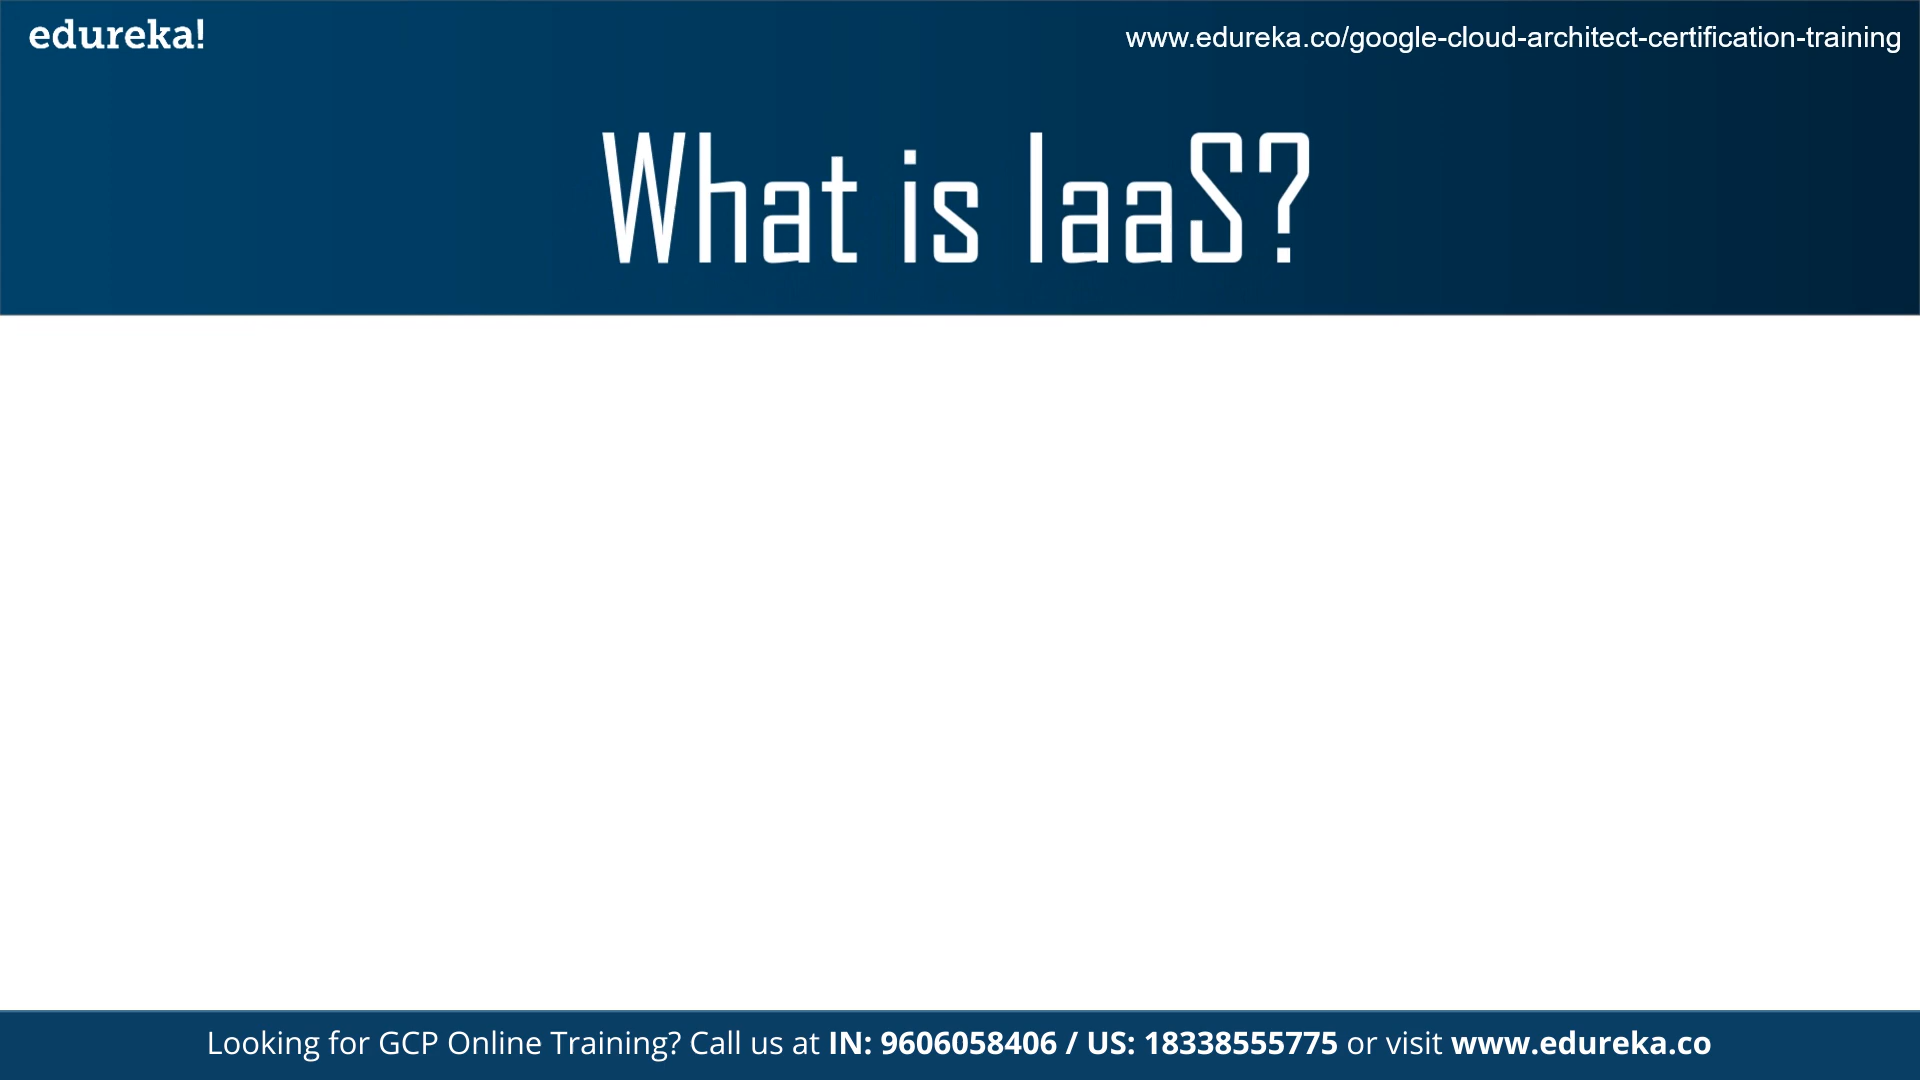 edureka!
www.edureka.co/google-cloud-architect-certification-training
What is IaaS?
Looking for GCP Online Training? Call us at IN: 9606058406 / US: 18338555775 or visit www.edureka.co